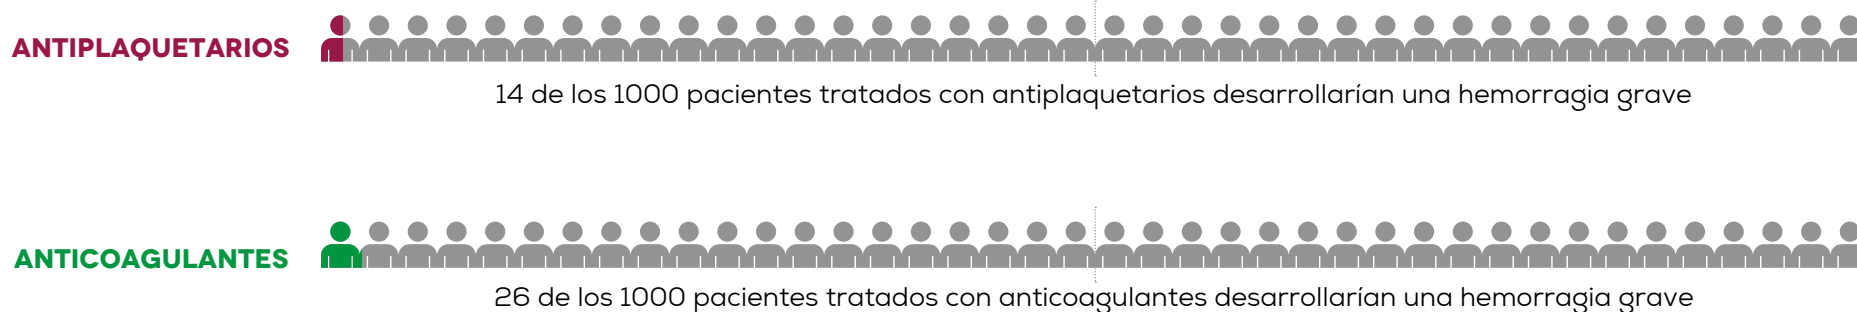 ANTIPLAQUETARIOS
14 de los 1000 pacientes tratados con antiplaquetarios desarrollarían una hemorragia grave
ANTICOAGULANTES
26 de los 1000 pacientes tratados con anticoagulantes desarrollarían una hemorragia grave